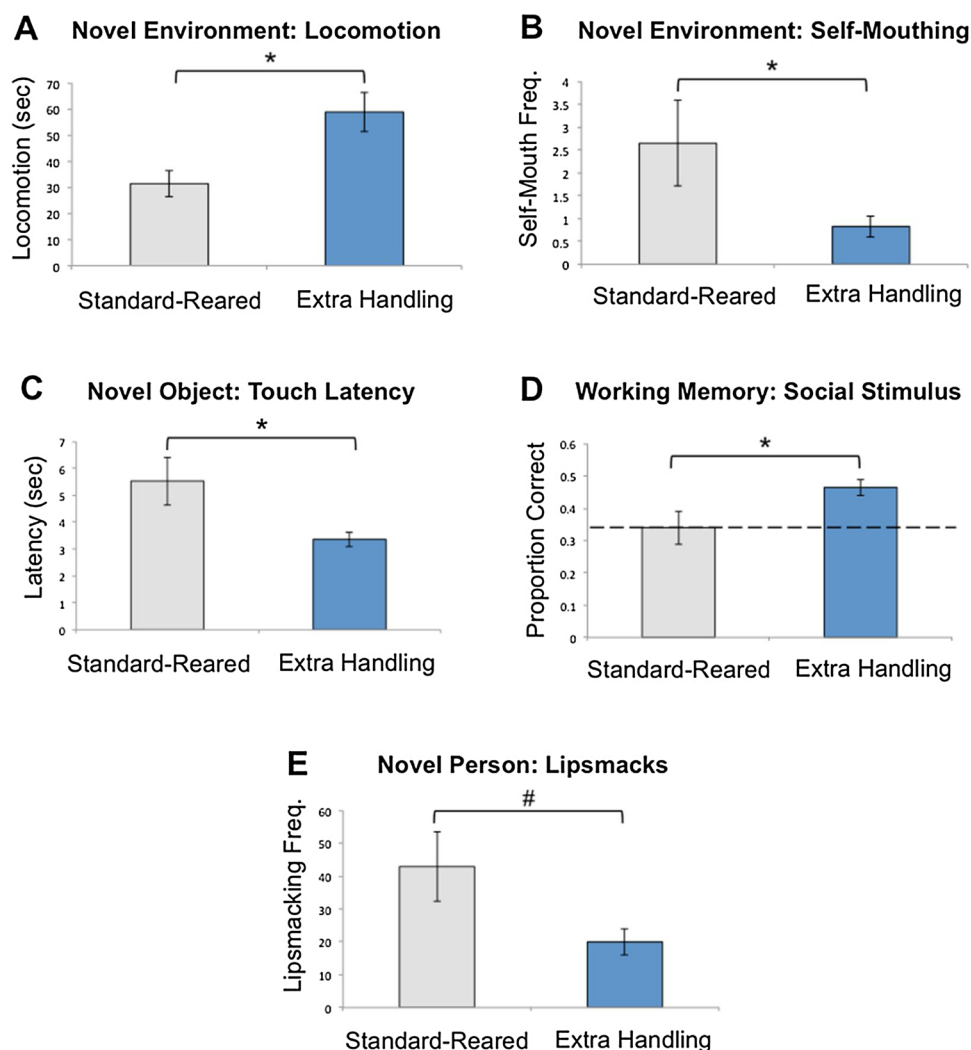 A Novel Environment: Locomotion
*
Locomotion (sec)
70
60
50
40
30
20
10
0
Standard-Reared Extra Handling
B Novel Environment: Self-Mouthing
*
Self-Mouth Freq.
4
3.5
3
2.5
2
1.5
1
0.5
0
Standard-Reared Extra Handling
C Novel Object: Touch Latency
*
Latency (sec)
7
6
5
4
3
2
1
0
Standard-Reared Extra Handling
D Working Memory: Social Stimulus
*
Proportion Correct
0.6
0.5
0.4
0.3
0.2
0.1
0
Standard-Reared Extra Handling
E Novel Person: Lipsmacks
#
Lipsmacking Freq.
60
50
40
30
20
10
0
Standard-Reared Extra Handling